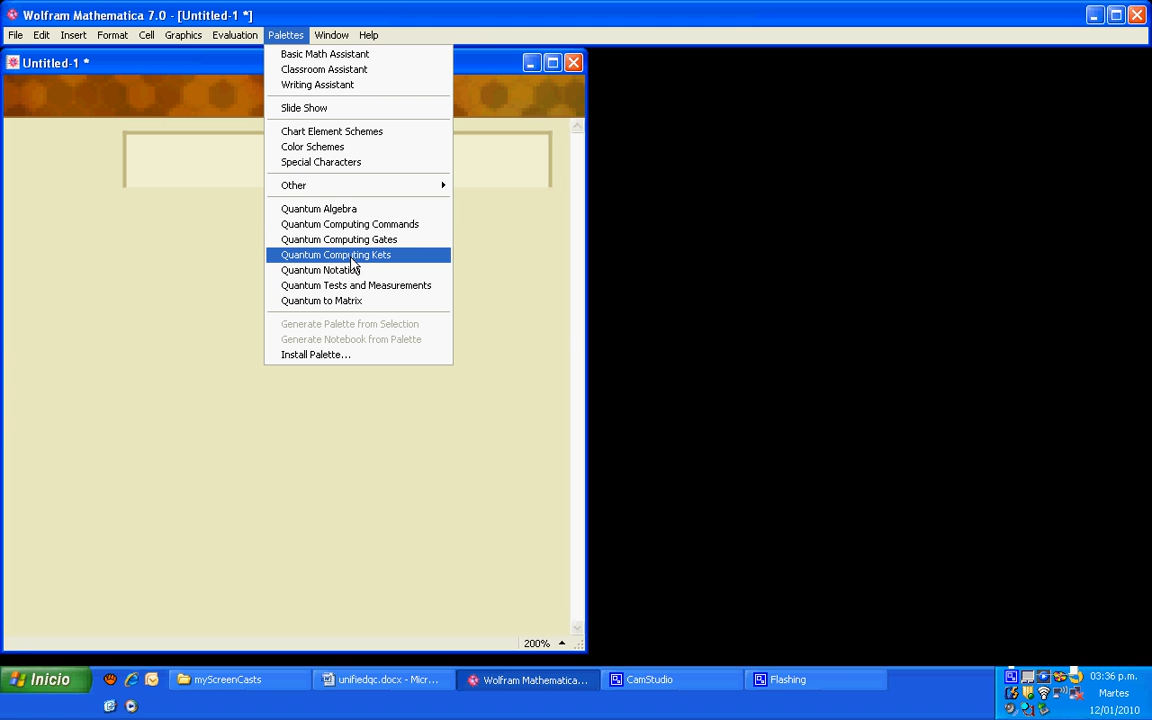 Wolfram Mathematica 7.0 - [Untitled-1 *]
File Edit Insert Format Cell Graphics Evaluation Palettes Window Help
Untitled-1 *
Basic Math Assistant
Classroom Assistant
Writing Assistant
Slide Show
Chart Element Schemes
Color Schemes
Special Characters
Other
Quantum Algebra
Quantum Computing Commands
Quantum Computing Gates
Quantum Computing Kets
Quantum Notation
Quantum Tests and Measurements
Quantum to Matrix
Generate Palette from Selection
Generate Notebook from Palette
Install Palette...
200%
Inicio myScreenCasts unifiedqc.docx - Micr... Wolfram Mathematica... CamStudio Flashing 03:36 p.m.
Martes
12/01/2010